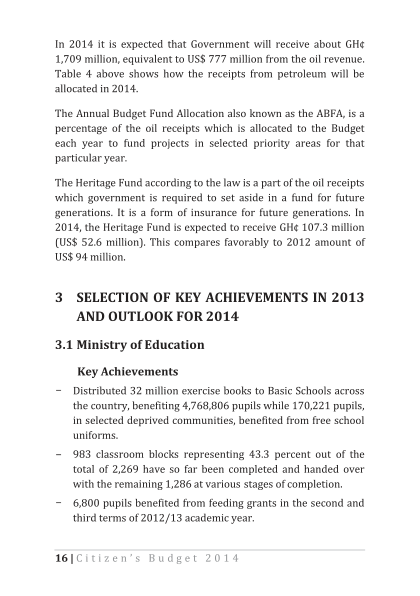 In 2014 it is expected that Government will receive about GH¢
1,709 million, equivalent to US$ 777 million from the oil revenue.
Table 4 above shows how the receipts from petroleum will be
allocated in 2014.
The Annual Budget Fund Allocation also known as the ABFA, is a
percentage of the oil receipts which is allocated to the Budget
each year to fund projects in selected priority areas for that
particular year.
The Heritage Fund according to the law is a part of the oil receipts
which government is required to set aside in a fund for future
generations. It is a form of insurance for future generations. In
2014, the Heritage Fund is expected to receive GH¢ 107.3 million
(US$ 52.6 million). This compares favorably to 2012 amount of
US$ 94 million.
3 SELECTION OF KEY ACHIEVEMENTS IN 2013
AND OUTLOOK FOR 2014
3.1 Ministry of Education
Key Achievements
– Distributed 32 million exercise books to Basic Schools across
the country, benefiting 4,768,806 pupils while 170,221 pupils,
in selected deprived communities, benefited from free school
uniforms.
– 983 classroom blocks representing 43.3 percent out of the
total of 2,269 have so far been completed and handed over
with the remaining 1,286 at various stages of completion.
– 6,800 pupils benefited from feeding grants in the second and
third terms of 2012/13 academic year.
16 | Citizen's Budget 2014